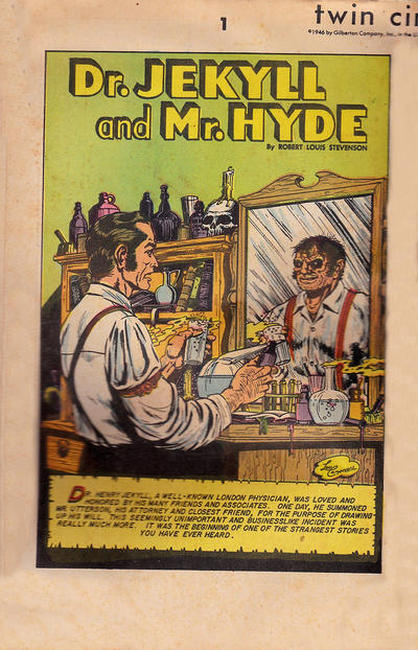 1
twin cir
©1946 by Gilberton Company, Inc., in the U
Dr. JEKYLL
and Mr. HYDE
By ROBERT LOUIS STEVENSON
DR. HENRY JEKYLL, A WELL-KNOWN LONDON PHYSICIAN, WAS LOVED AND
HONORED BY HIS MANY FRIENDS AND ASSOCIATES. ONE DAY, HE SUMMONED
MR. UTTERSON, HIS ATTORNEY AND CLOSEST FRIEND, FOR THE PURPOSE OF DRAWING
UP HIS WILL. THIS SEEMINGLY UNIMPORTANT AND BUSINESSLIKE INCIDENT WAS
REALLY MUCH MORE. IT WAS THE BEGINNING OF ONE OF THE STRANGEST STORIES
YOU HAVE EVER HEARD.